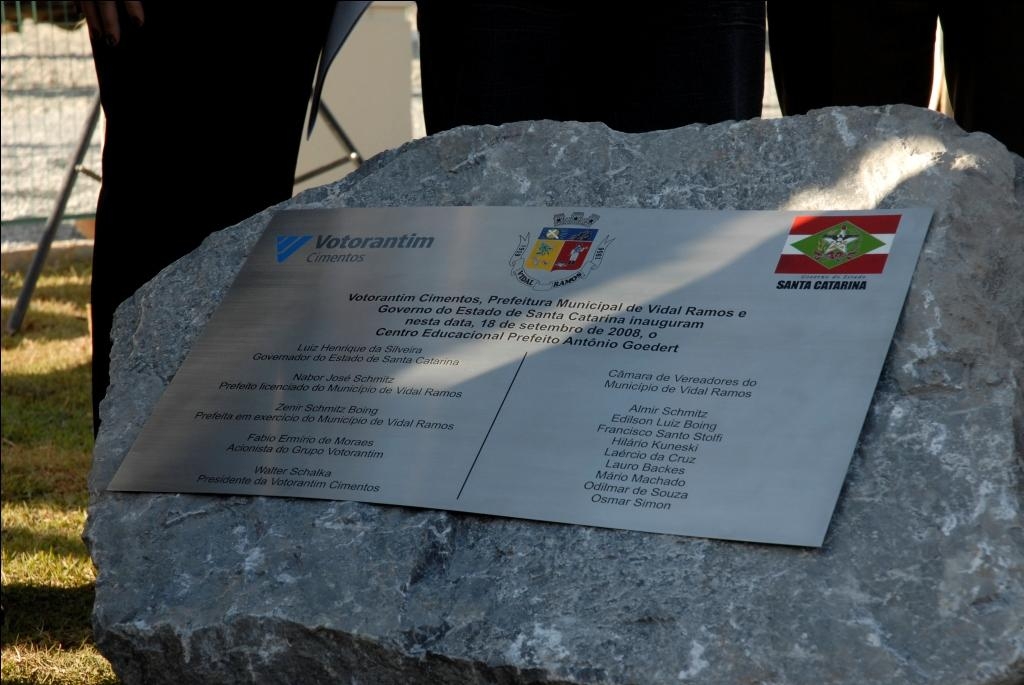 Votorantim
Cimentos
1919 VIDAL RAMOS
Governo do Estado
SANTA CATARINA
Votorantim Cimentos, Prefeitura Municipal de Vidal Ramos e
Governo do Estado de Santa Catarina inauguram
nesta data, 18 de setembro de 2008, o
Centro Educacional Prefeito Antônio Goedert
Luiz Henrique da Silveira
Governador do Estado de Santa Catarina
Nabor José Schmitz
Prefeito licenciado do Município de Vidal Ramos
Zenir Schmitz Boing
Prefeita em exercício do Município de Vidal Ramos
Fabio Ermírio de Moraes
Acionista do Grupo Votorantim
Walter Schalka
Presidente da Votorantim Cimentos
Câmara de Vereadores do
Município de Vidal Ramos
Almir Schmitz
Edilson Luiz Boing
Francisco Santo Stolfi
Hilário Kuneski
Laércio da Cruz
Lauro Backes
Mário Machado
Odilmar de Souza
Osmar Simon